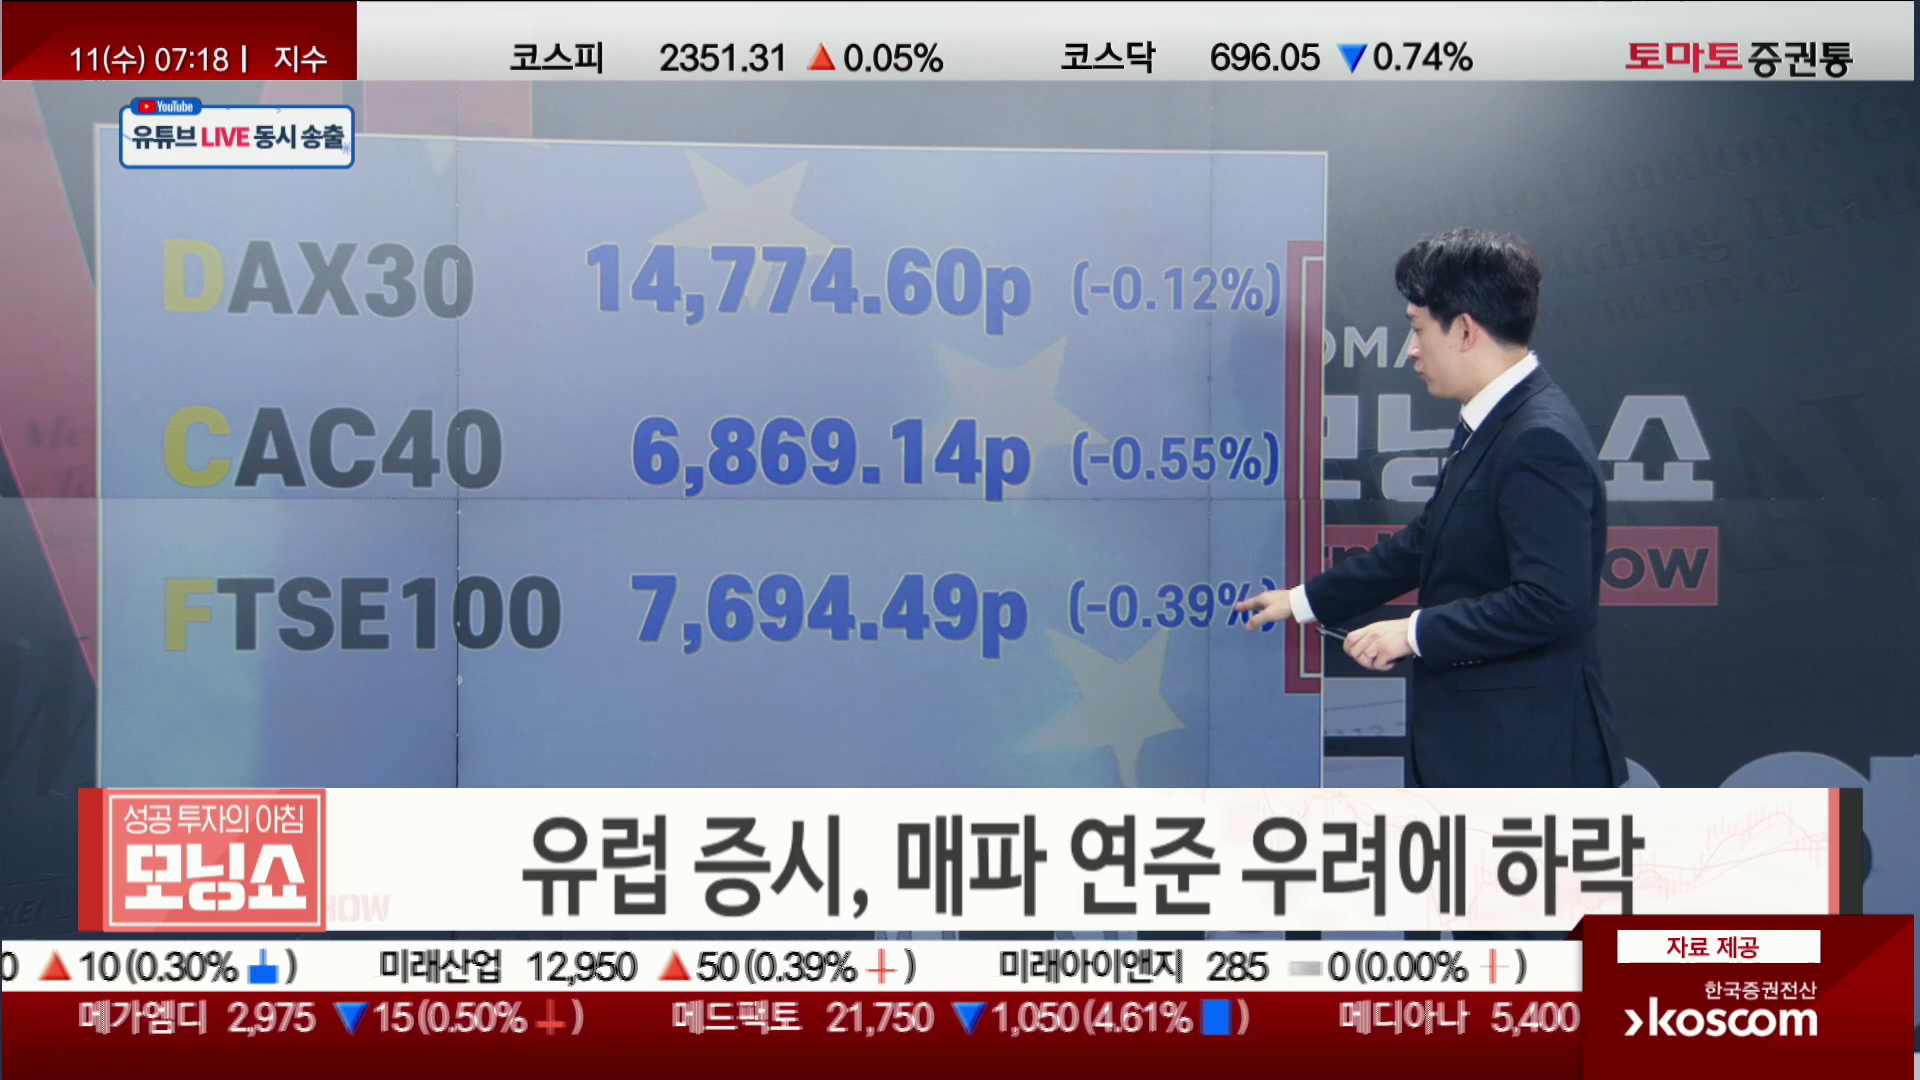 11(수) 07:18 지수 코스피 2351.31 ▲0.05% 코스닥 696.05 ▼0.74% 토마토증권통
YouTube
유튜브 LIVE 동시 송출
DAX30 14,774.60p (-0.12%)
CAC40 6,869.14p (-0.55%)
FTSE100 7,694.49p (-0.39%)
성공 투자의 아침
모닝쇼
유럽 증시, 매파 연준 우려에 하락
0 ▲10(0.30%) 미래산업 12,950 ▲50(0.39%) 미래아이앤지 285 0(0.00%)
메가엠디 2,975 ▼15(0.50%) 메드팩토 21,750 ▼1,050(4.61%) 메디아나 5,400
자료 제공
한국증권전산
koscom